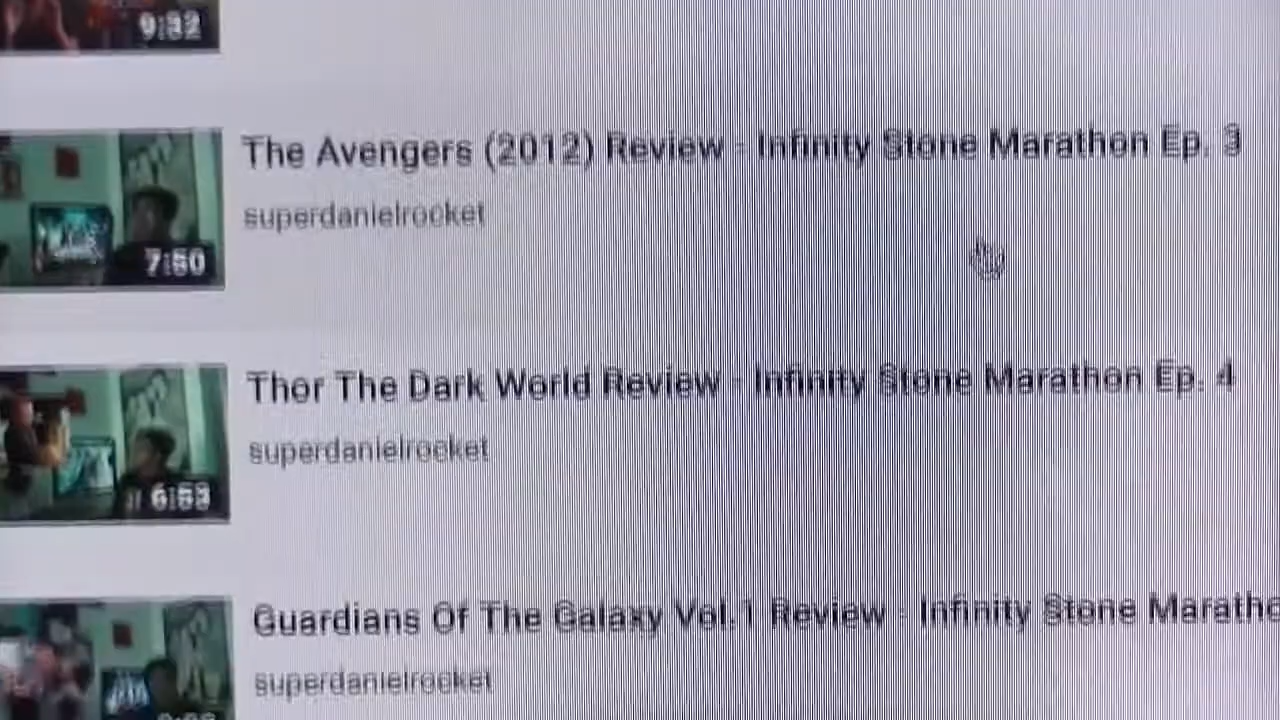 9:32
The Avengers (2012) Review - Infinity Stone Marathon Ep. 3
superdanielrocket
7:50
Thor The Dark World Review - Infinity Stone Marathon Ep. 4
superdanielrocket
6:53
Guardians Of The Galaxy Vol.1 Review - Infinity Stone Maratho
superdanielrocket